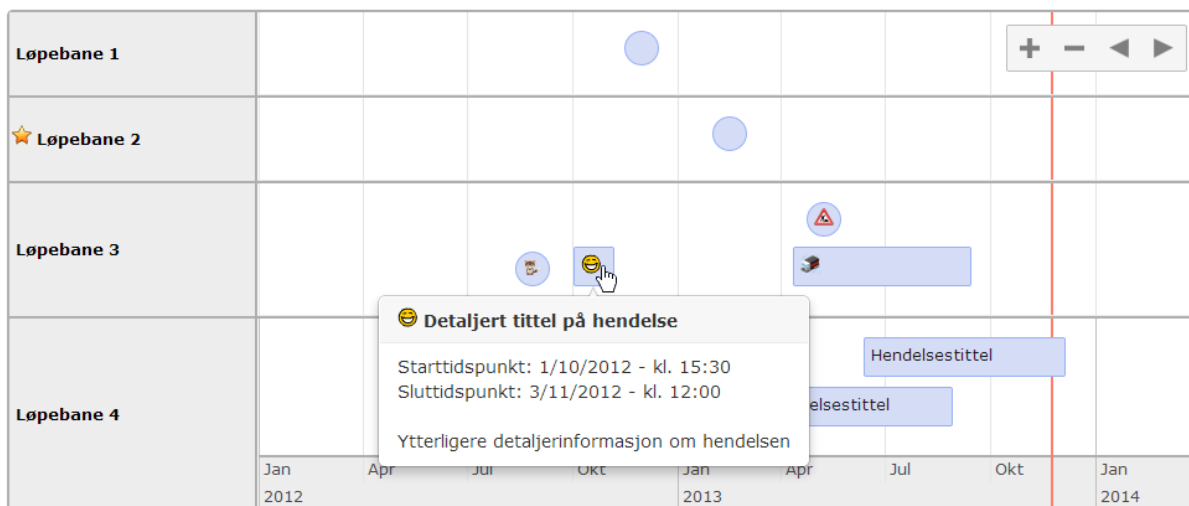 Løpebane 1
Løpebane 2
Løpebane 3
Detaljert tittel på hendelse
Starttidspunkt: 1/10/2012 - kl. 15:30
Sluttidspunkt: 3/11/2012 - kl. 12:00
Ytterligere detaljerinformasjon om hendelsen
Hendelsestittel
elsestittel
Løpebane 4
Jan Apr Jul Okt Jan Apr Jul Okt Jan
2012 2013 2014